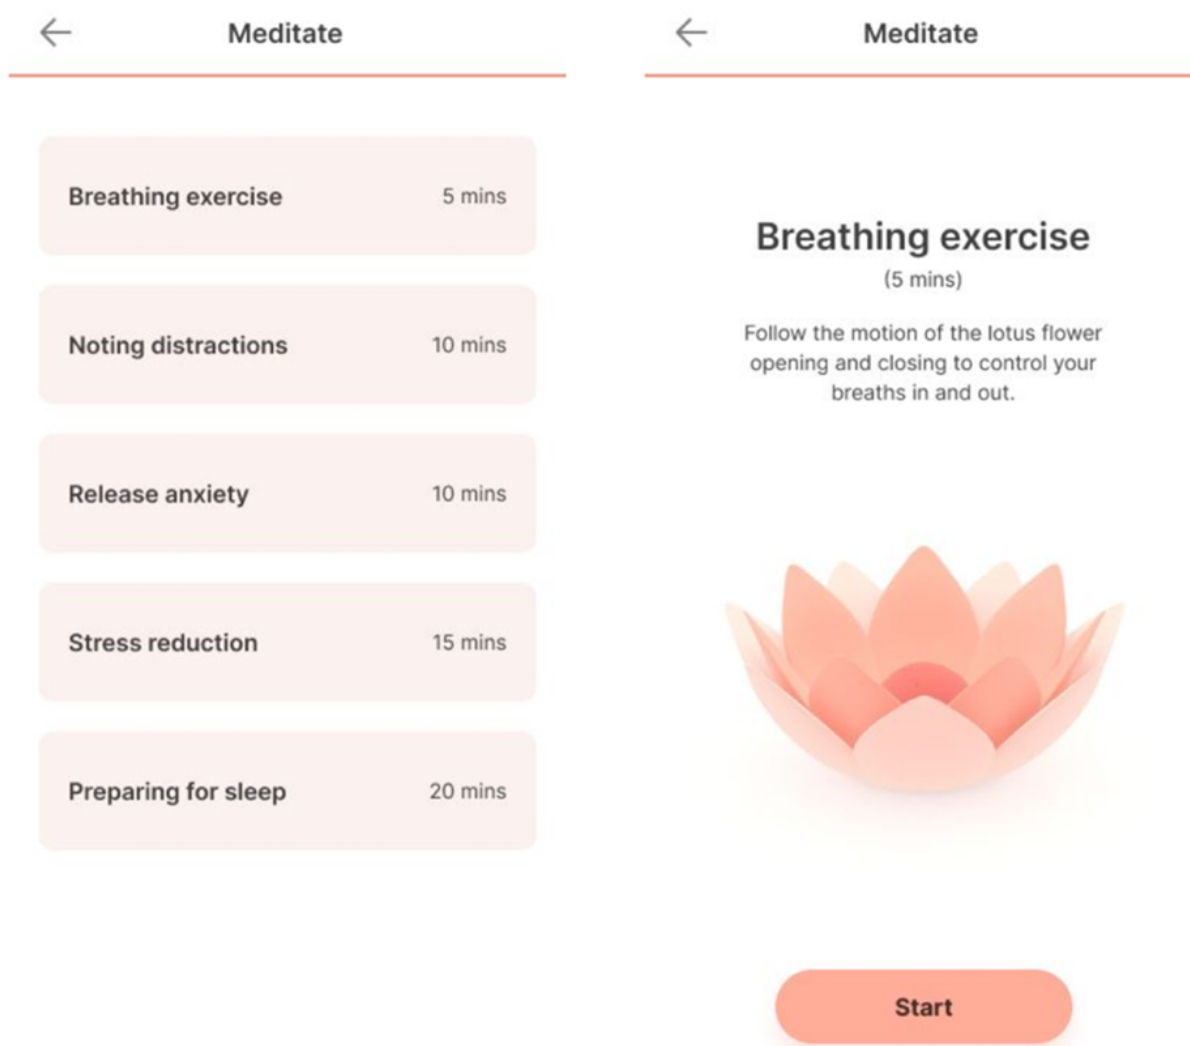 Meditate
Breathing exercise 5 mins
Noting distractions 10 mins
Release anxiety 10 mins
Stress reduction 15 mins
Preparing for sleep 20 mins
Meditate
Breathing exercise
(5 mins)
Follow the motion of the lotus flower
opening and closing to control your
breaths in and out.
Start